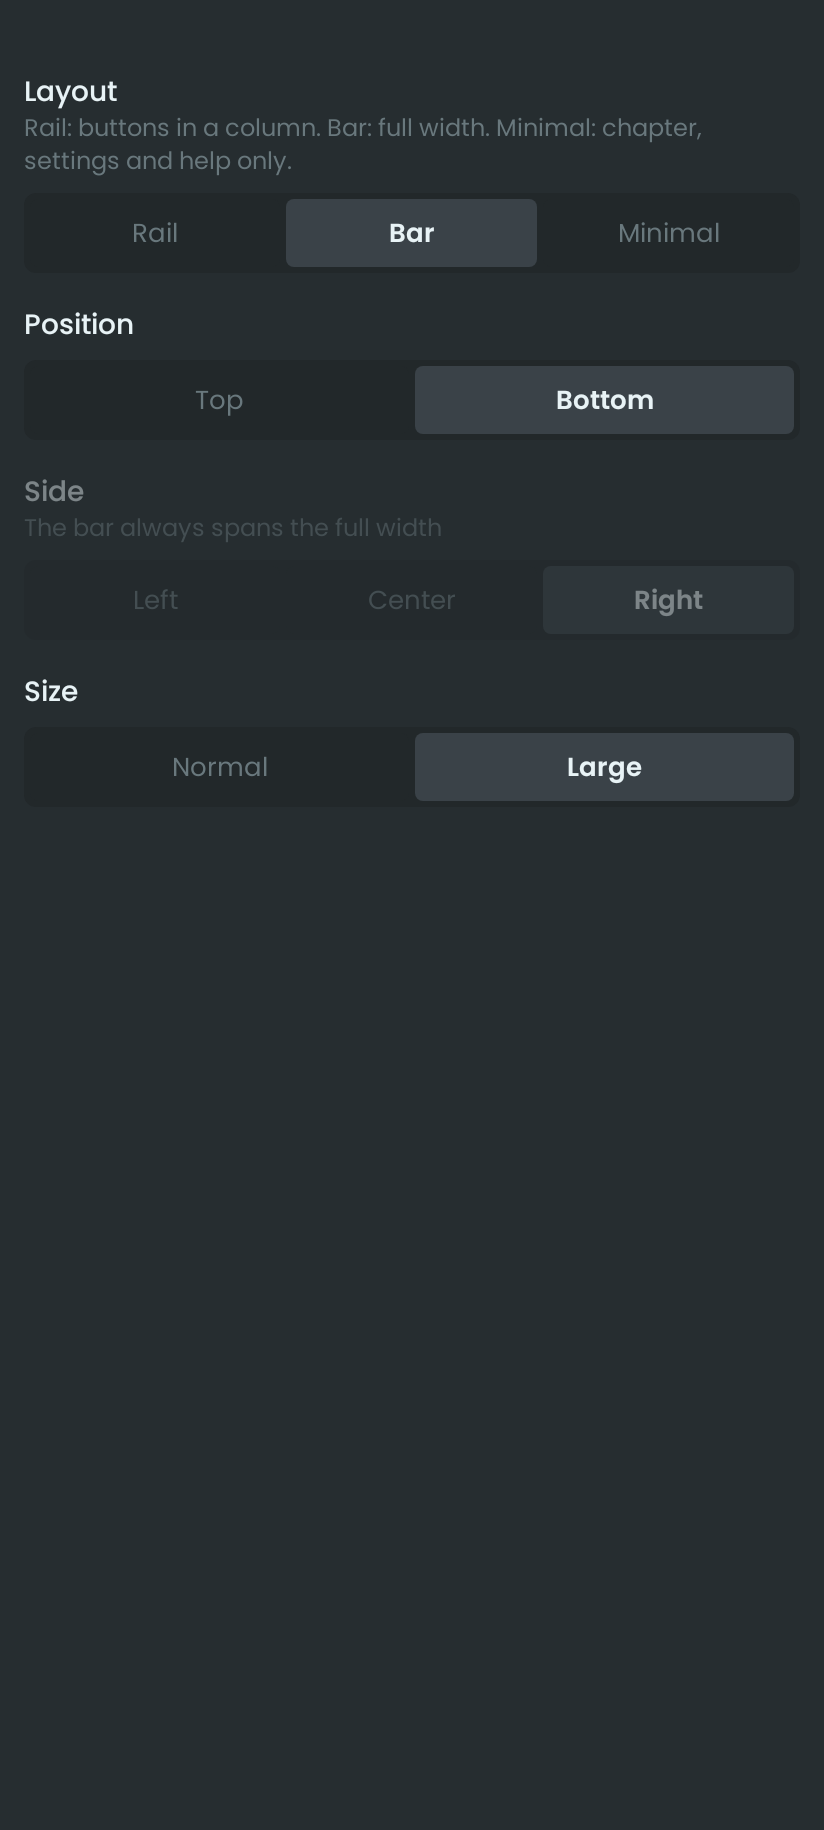 Layout
Rail: buttons in a column. Bar: full width. Minimal: chapter,
settings and help only.
Rail Bar Minimal
Position
Top Bottom
Side
The bar always spans the full width
Left Center Right
Size
Normal Large